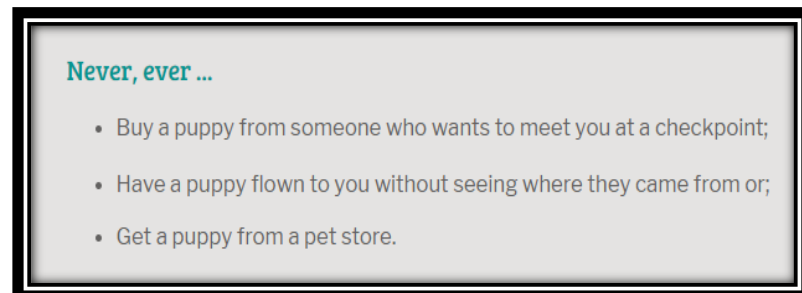 Never, ever ...
• Buy a puppy from someone who wants to meet you at a checkpoint;
• Have a puppy flown to you without seeing where they came from or;
• Get a puppy from a pet store.